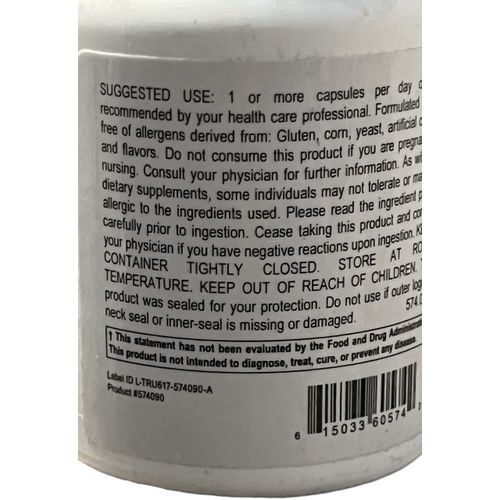 SUGGESTED USE: 1 or more capsules per day
recommended by your health care professional. Formulated
free of allergens derived from: Gluten, corn, yeast, artificial
and flavors. Do not consume this product if you are
nursing. Consult your physician for further information. As
dietary supplements, some individuals may not tolerate or
allergic to the ingredients used. Please read the ingredient
carefully prior to ingestion. Cease taking this product and
your physician if you have negative reactions upon ingestion.
CONTAINER TIGHTLY CLOSED. STORE AT
TEMPERATURE. KEEP OUT OF REACH OF CHILDREN.
product was sealed for your protection. Do not use if outer
neck seal or inner-seal is missing or damaged. 574.0
† This statement has not been evaluated by the Food and Drug
This product is not intended to diagnose, treat, cure, or prevent any disease.
Label ID L-TRU617-574090-A
Product #574090
6 15033 60574